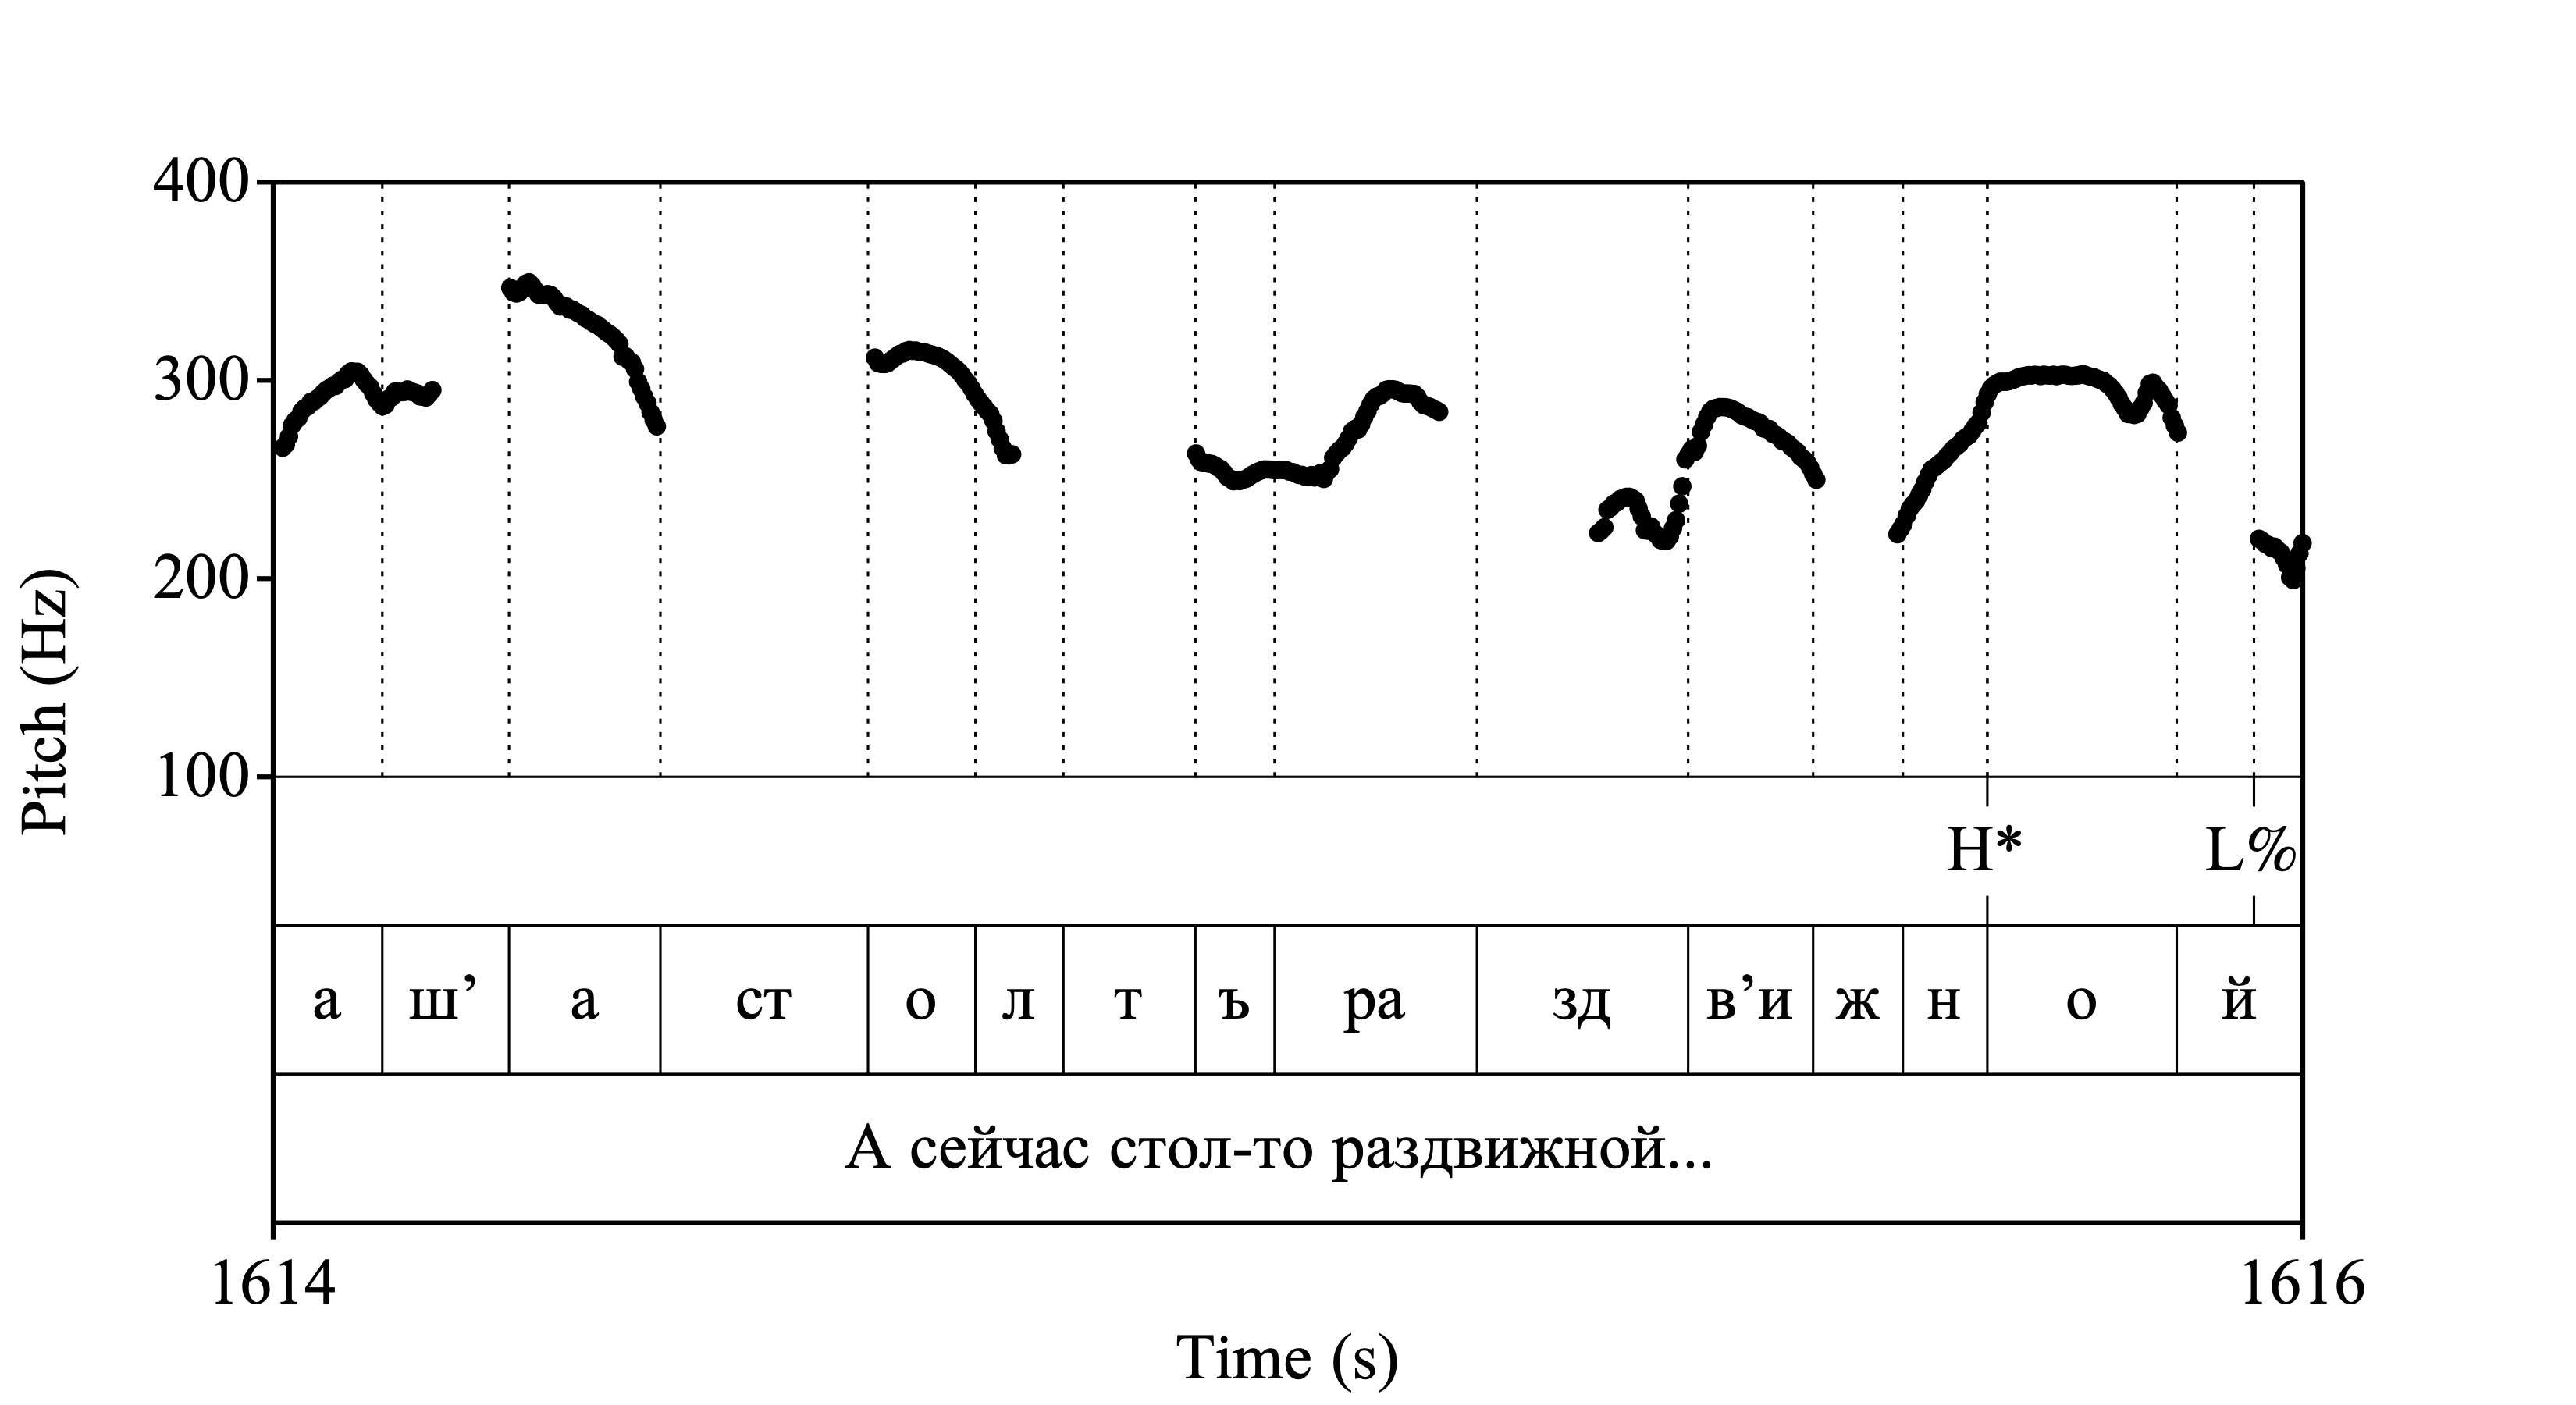 400
300
200
100
Pitch (Hz)
H* L%
а ш’ а ст о л т ъ ра зд в’и ж н о й
А сейчас стол-то раздвижной...
1614 1616
Time (s)